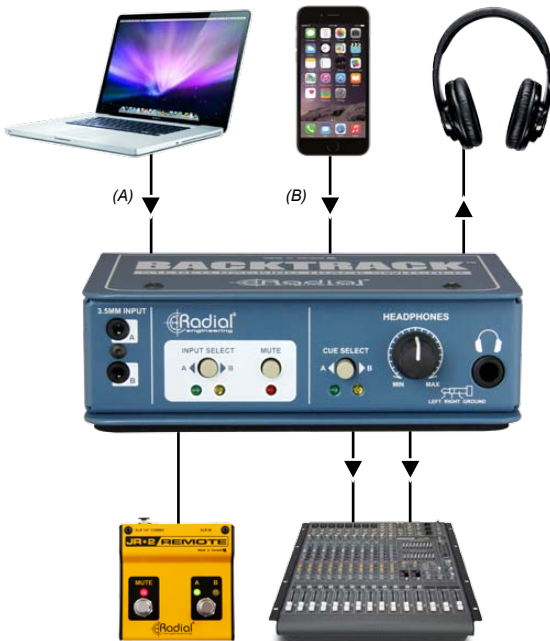 (A)
(B)
BACKTRACK
Radial
engineering
3.5MM INPUT
A
B
Radial
engineering
INPUT SELECT
A
B
MUTE
CUE SELECT
A
B
HEADPHONES
MIN
MAX
LEFT RIGHT GROUND
JR•2 / REMOTE
MUTE
A
B
Radial